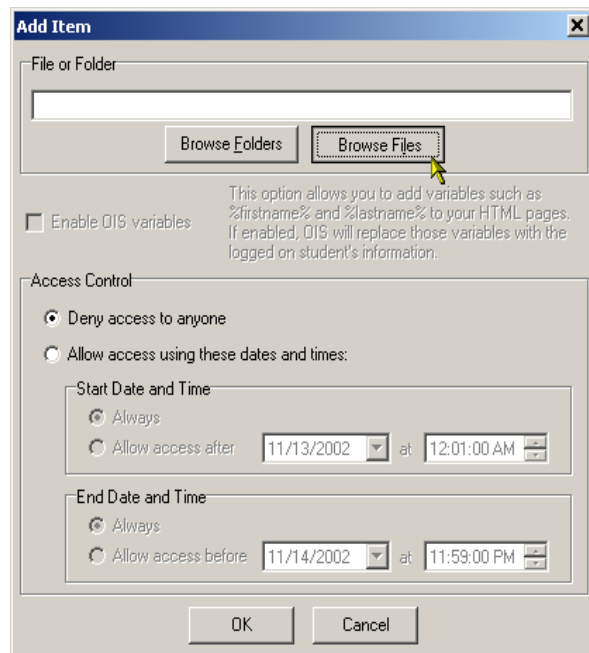 Add Item
File or Folder
Browse Folders Browse Files
Enable OIS variables
This option allows you to add variables such as
%firstname% and %lastname% to your HTML pages.
If enabled, OIS will replace those variables with the
logged on student's information.
Access Control
Deny access to anyone
Allow access using these dates and times:
Start Date and Time
Always
Allow access after 11/13/2002 at 12:01:00 AM
End Date and Time
Always
Allow access before 11/14/2002 at 11:59:00 PM
OK Cancel